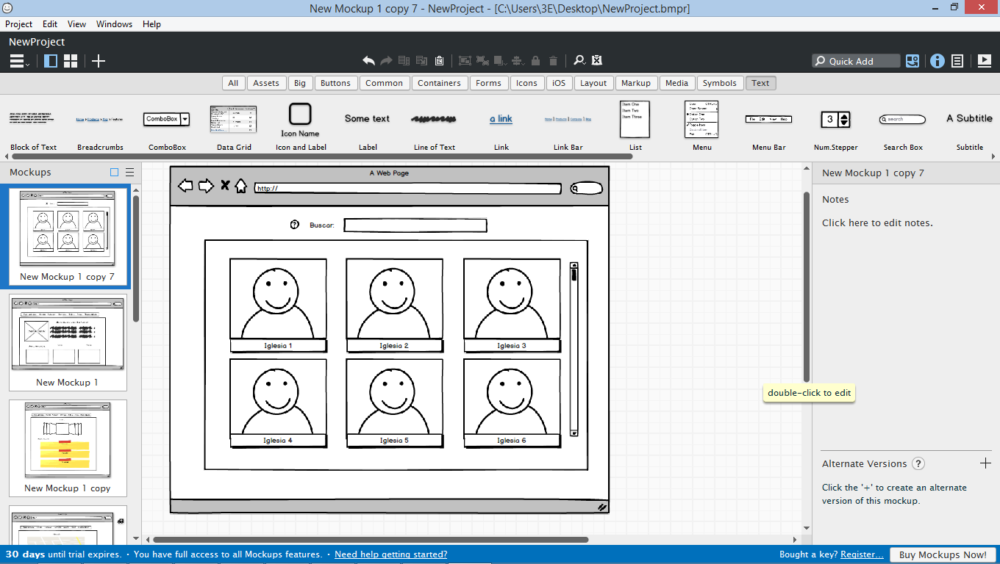 New Mockup 1 copy 7 - NewProject - [C:\Users\3E\Desktop\NewProject.bmpr]
Project Edit View Windows Help
NewProject
Quick Add
All Assets Big Buttons Common Containers Forms Icons iOS Layout Markup Media Symbols Text
ComboBox
Icon Name
Some text
a link
Item One
Item Two
Item Three
File Edit View Help
3
search
A Subtitle
Block of Text Breadcrumbs ComboBox Data Grid Icon and Label Label Line of Text Link Link Bar List Menu Menu Bar Num.Stepper Search Box Subtitle
Mockups
New Mockup 1 copy 7
New Mockup 1
New Mockup 1 copy
A Web Page
http://
? Buscar:
Iglesia 1 Iglesia 2 Iglesia 3
Iglesia 4 Iglesia 5 Iglesia 6
New Mockup 1 copy 7
Notes
Click here to edit notes.
double-click to edit
Alternate Versions ?
Click the '+' to create an alternate
version of this mockup.
30 days until trial expires. · You have full access to all Mockups features. · Need help getting started?
Bought a key? Register... Buy Mockups Now!